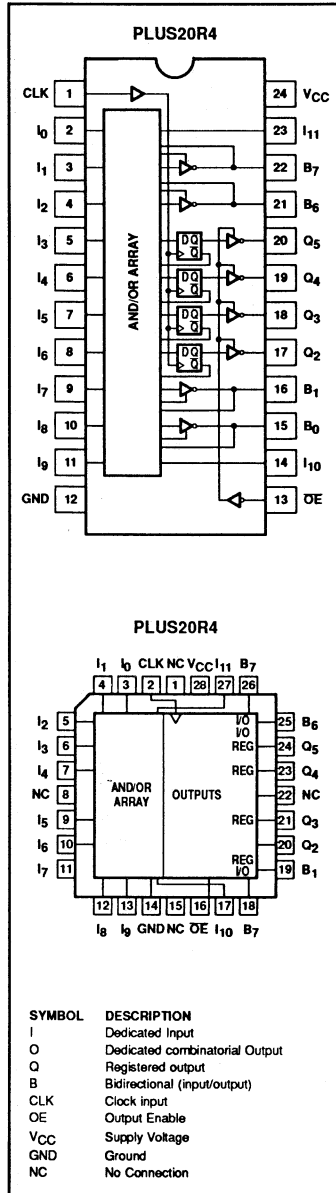 PLUS20R4
CLK 1 24 VCC
I0 2 23 I11
I1 3 22 B7
I2 4 21 B6
I3 5 D Q Q 20 Q5
I4 6 D Q Q 19 Q4
I5 7 D Q Q 18 Q3
I6 8 D Q Q 17 Q2
I7 9 16 B1
I8 10 15 B0
I9 11 14 I10
GND 12 13 OE
AND/OR ARRAY
PLUS20R4
I1 I0 CLK NC VCC I11 B7
4 3 2 1 28 27 26
I2 5 I/O 25 B6
I/O
I3 6 REG 24 Q5
I4 7 REG 23 Q4
NC 8 AND/OR ARRAY OUTPUTS 22 NC
I5 9 REG 21 Q3
I6 10 REG 20 Q2
I7 11 I/O 19 B1
12 13 14 15 16 17 18
I8 I9 GND NC OE I10 B7
SYMBOL DESCRIPTION
I Dedicated Input
O Dedicated combinatorial Output
Q Registered output
B Bidirectional (input/output)
CLK Clock input
OE Output Enable
VCC Supply Voltage
GND Ground
NC No Connection